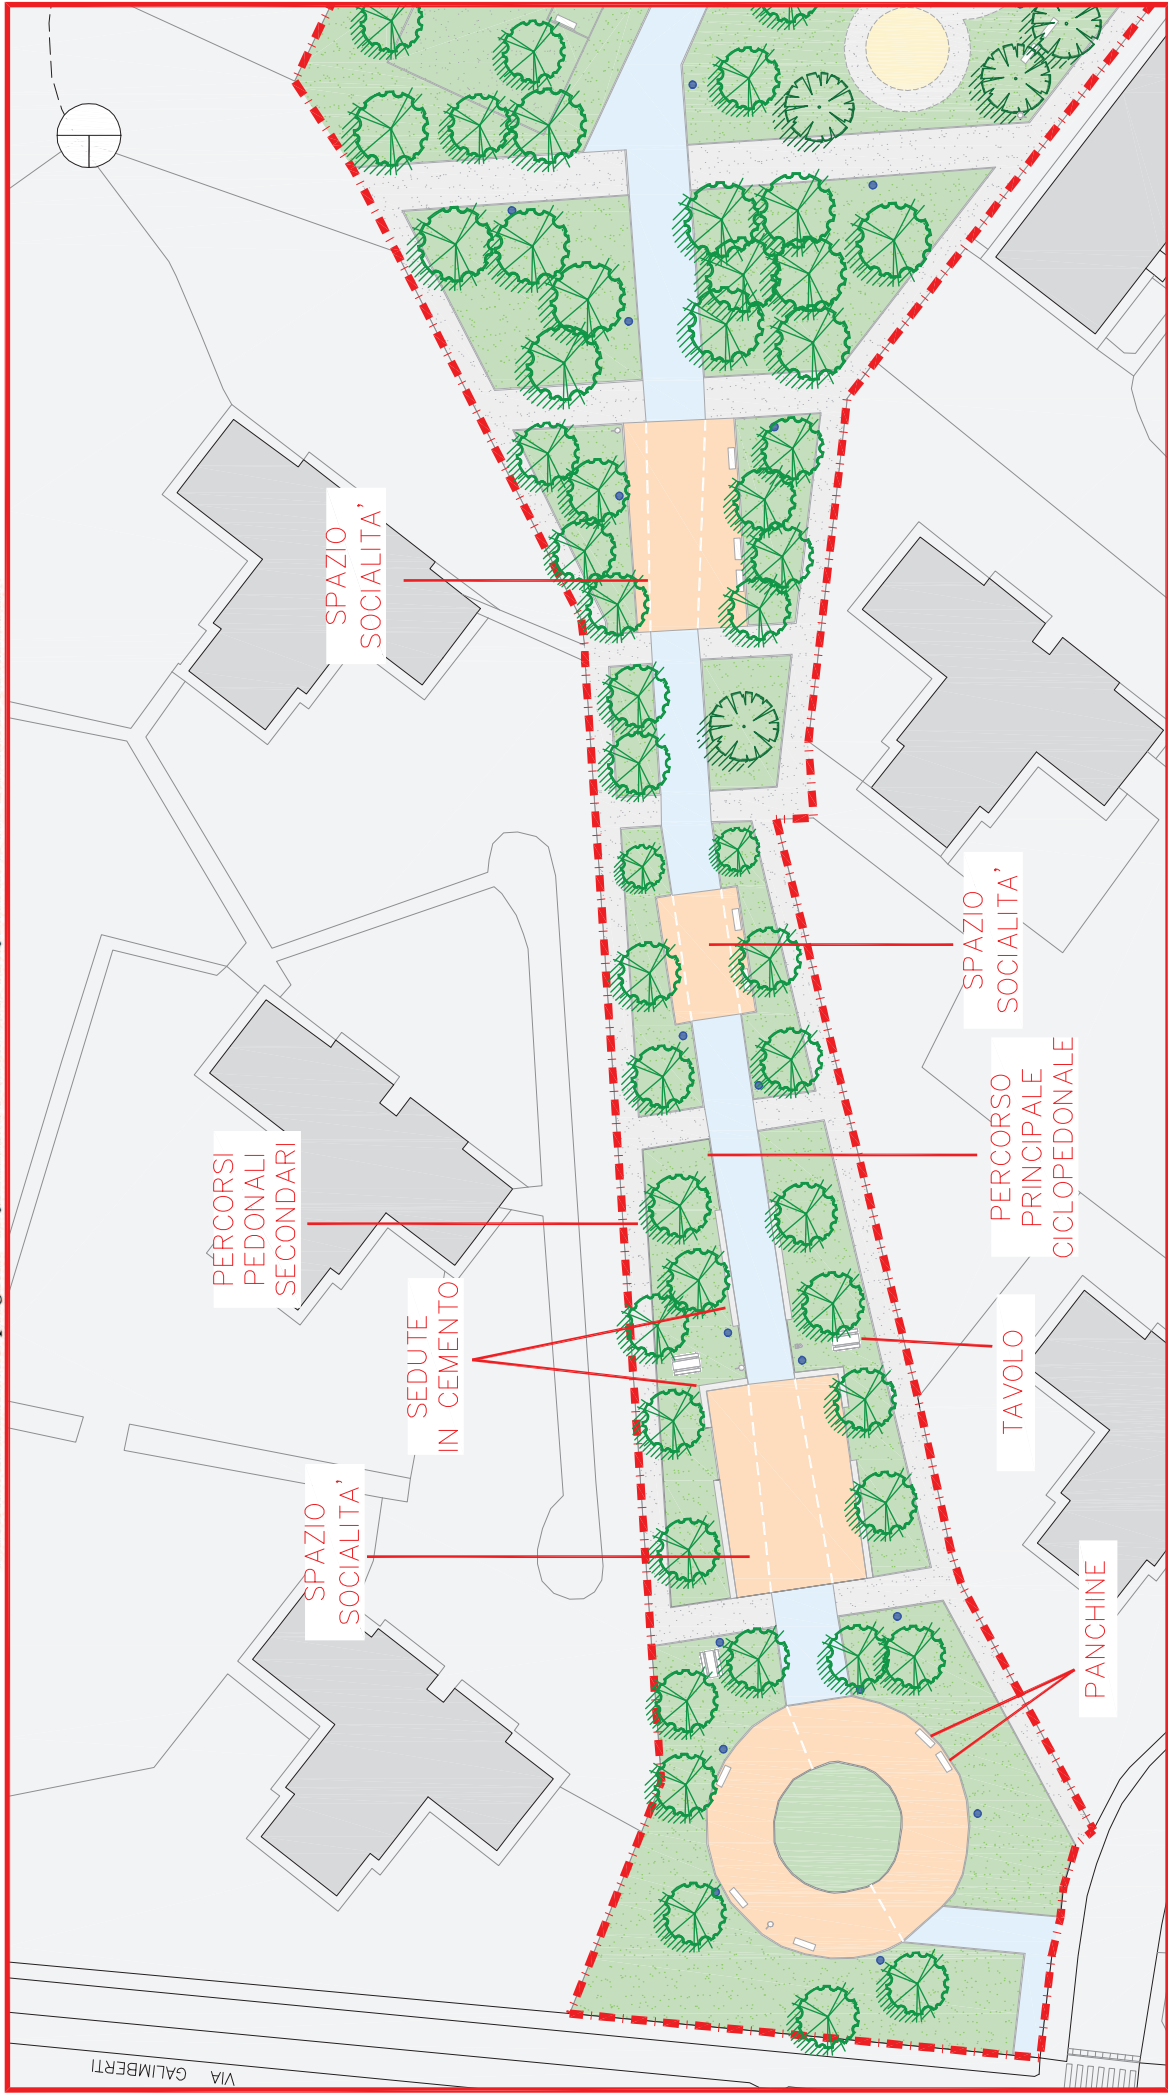 SPAZIO
SOCIALITA'
SPAZIO
SOCIALITA'
PERCORSI
PEDONALI
SECONDARI
PERCORSO
PRINCIPALE
CICLOPEDONALE
SEDUTE
IN CEMENTO
TAVOLO
SPAZIO
SOCIALITA'
PANCHINE
VIA GALIMBERTI